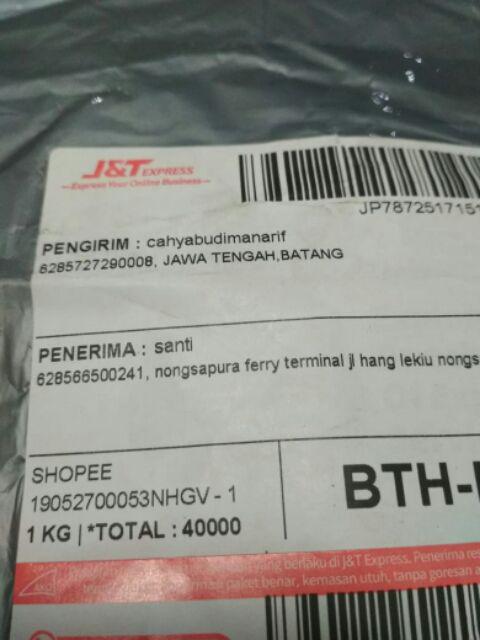 J&T EXPRESS
Express Your Online Business
JP7872517151
PENGIRIM : cahyabudimanarif
6285727290008, JAWA TENGAH,BATANG
PENERIMA : santi
628566500241, nongsapura ferry terminal jl hang lekiu nongs
SHOPEE
19052700053NHGV - 1
BTH-
1 KG | *TOTAL : 40000
yang berlaku di J&T Express. Penerima
paket benar, kemasan utuh, tanpa goresan